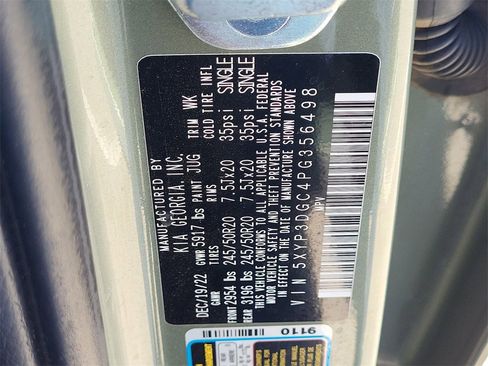 MANUFACTURED BY
KIA GEORGIA, INC.
DEC/19/22 GVWR 5917 lbs PAINT JUG TRIM WK
RIMS COLD TIRE INFL
FRONT 2954 lbs 245/50R20 7.5Jx20 35psi SINGLE
REAR 3196 lbs 245/50R20 7.5Jx20 35psi SINGLE
THIS VEHICLE CONFORMS TO ALL APPLICABLE U.S.A. FEDERAL
MOTOR VEHICLE SAFETY AND THEFT PREVENTION STANDARDS
IN EFFECT ON THE DATE OF MANUFACTURE SHOWN ABOVE
VIN 5XYP3DGC4PG356498
MPV
9110